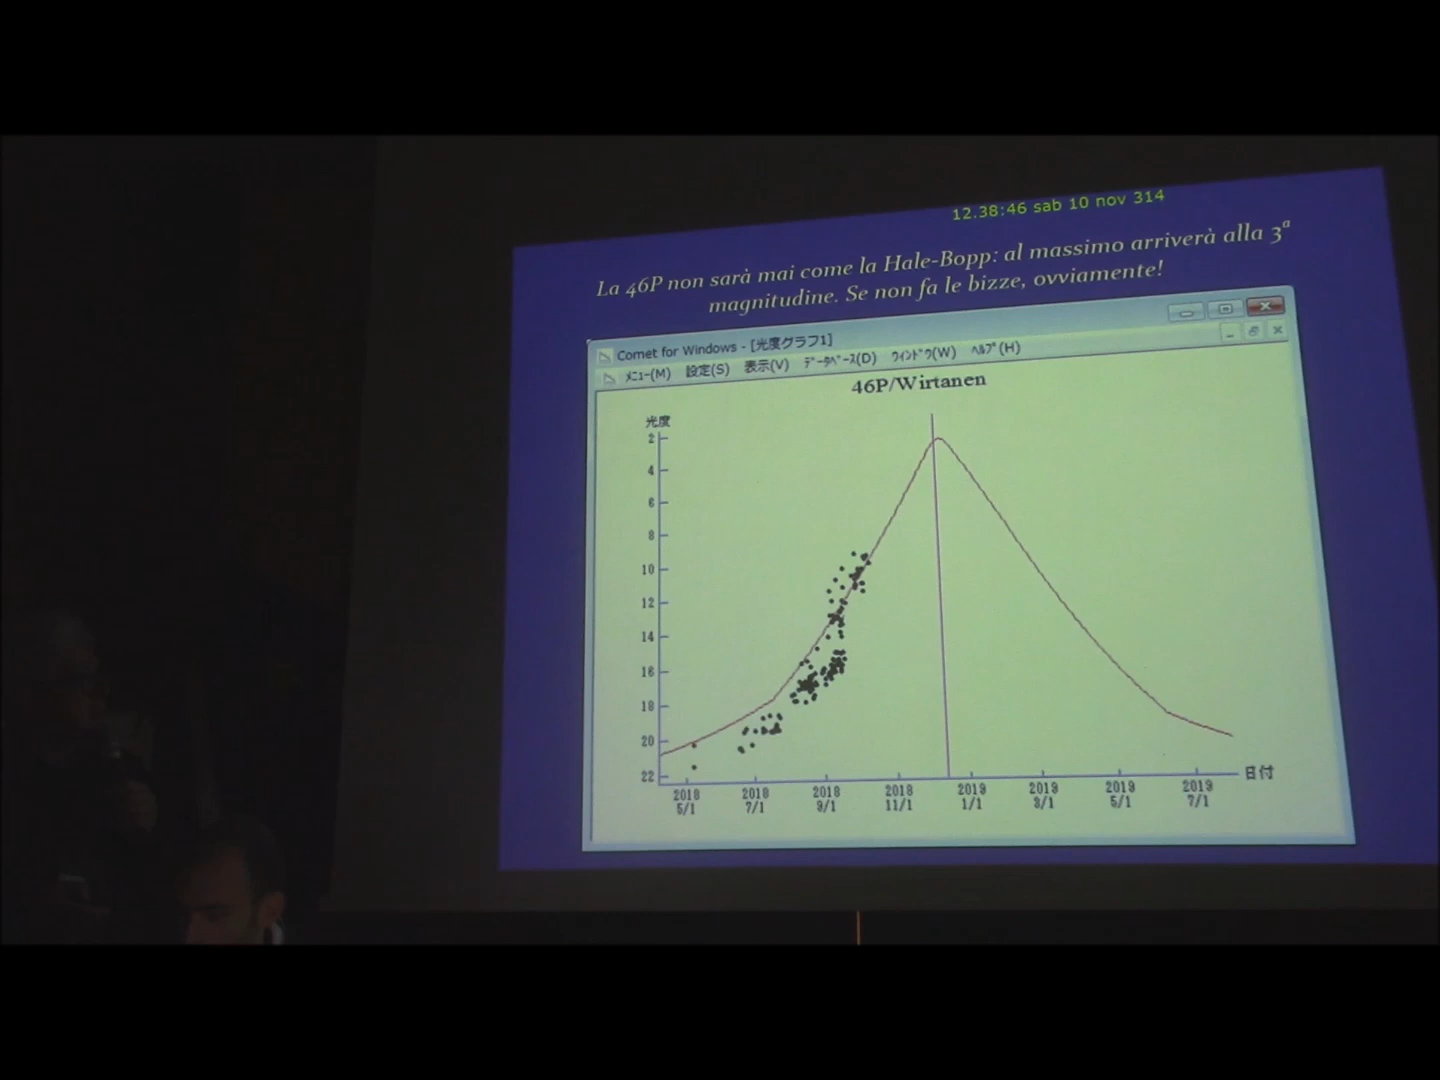 12.38:46 sab 10 nov 314
La 46P non sarà mai come la Hale-Bopp: al massimo arriverà alla 3ª
magnitudine. Se non fa le bizze, ovviamente!
Comet for Windows - [光度グラフ1]
ﾒﾆｭｰ(M) 設定(S) 表示(V) ﾃﾞｰﾀﾍﾞｰｽ(D) ｳｨﾝﾄﾞｳ(W) ﾍﾙﾌﾟ(H)
46P/Wirtanen
光度
2
4
6
8
10
12
14
16
18
20
22
2018 2018 2018 2018 2019 2019 2019 2019
5/1 7/1 9/1 11/1 1/1 3/1 5/1 7/1
日付